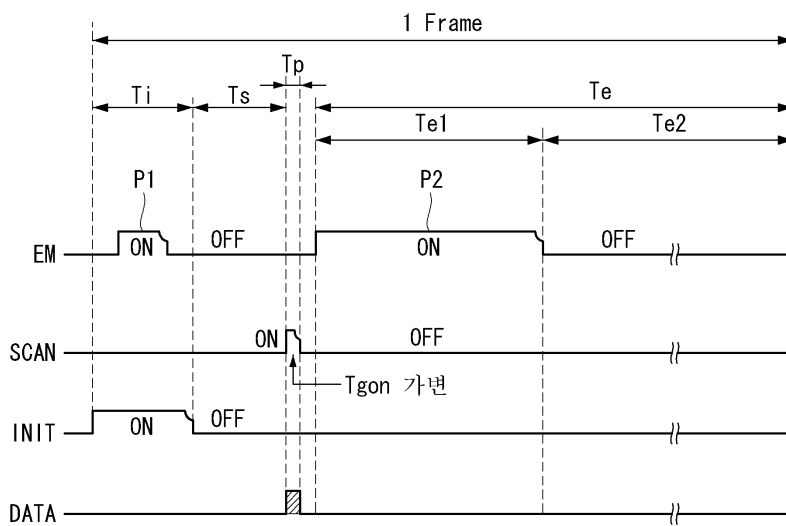 1 Frame
Tp
Ti Ts Te
Te1 Te2
P1 P2
EM ON OFF ON OFF
SCAN ON OFF
Tgon 가변
INIT ON OFF
DATA